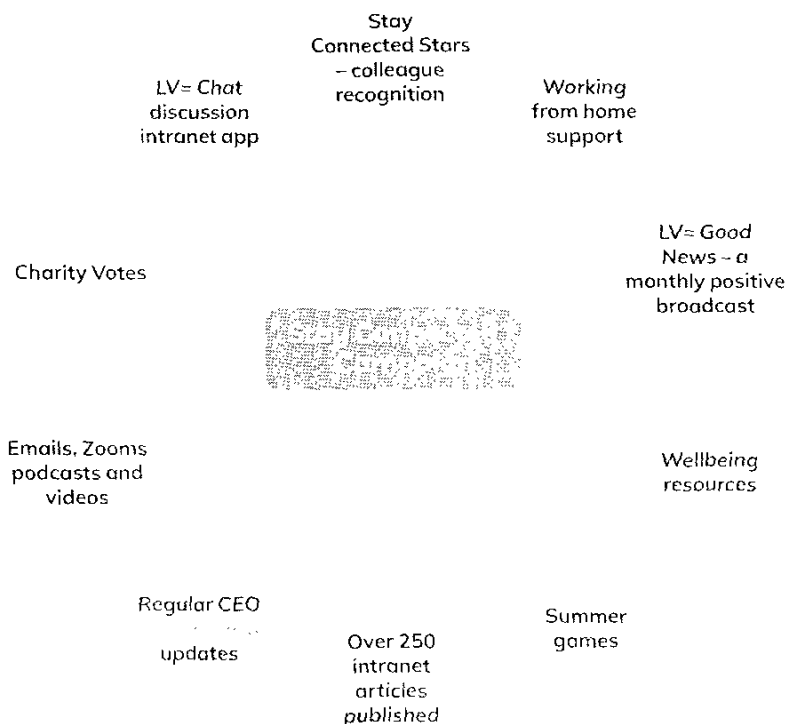 Stay
Connected Stars
– colleague
recognition
LV= Chat
discussion
intranet app
Working
from home
support
Charity Votes
LV= Good
News – a
monthly positive
broadcast
Stay
Emails, Zooms
podcasts and
videos
Wellbeing
resources
Regular CEO
updates
Over 250
intranet
articles
published
Summer
games